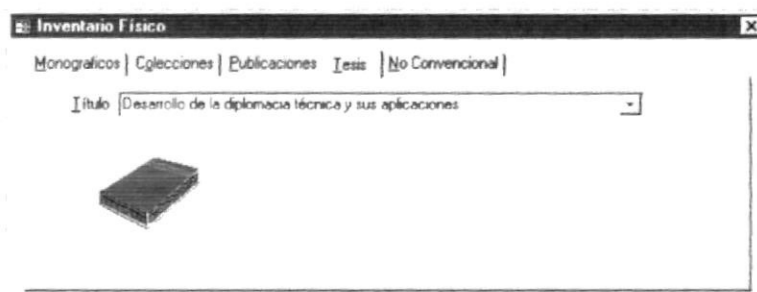 Inventario Físico
Monograficos Colecciones Publicaciones Tesis No Convencional
Título Desarrollo de la diplomacia técnica y sus aplicaciones